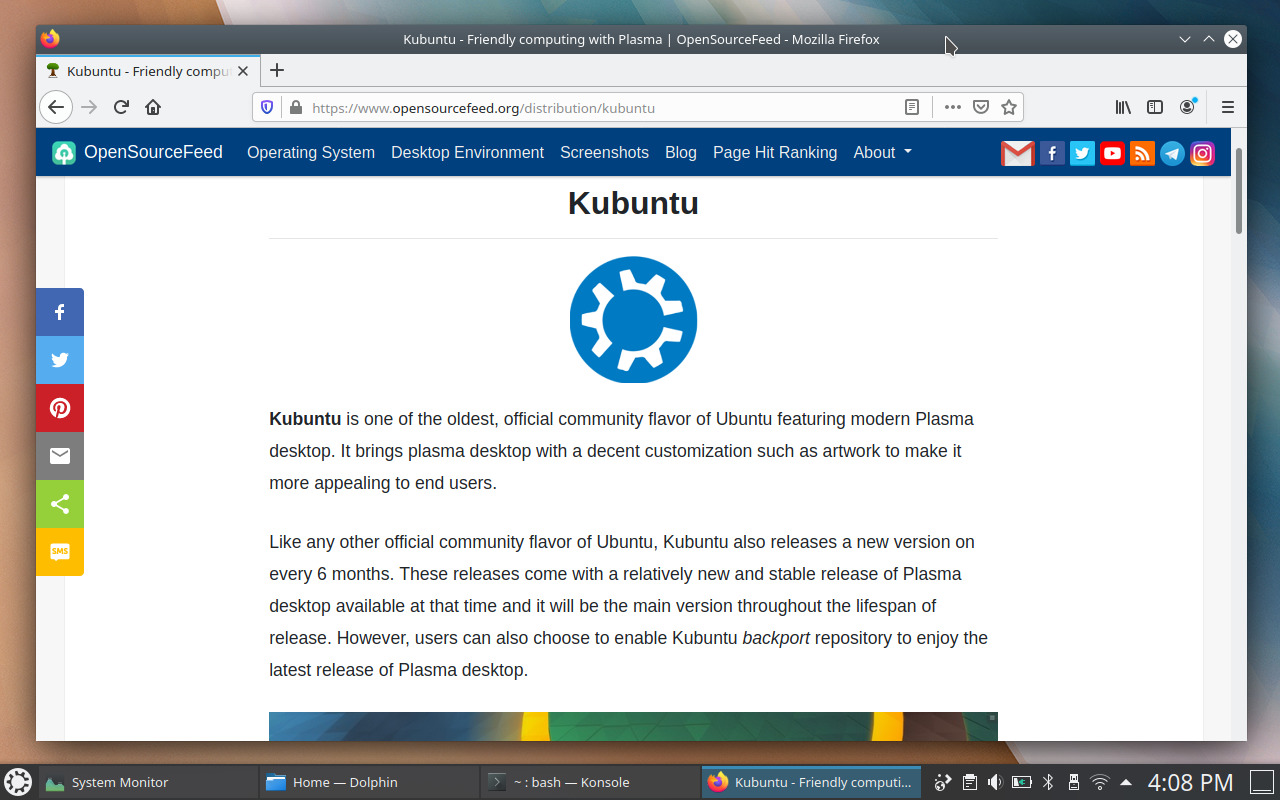 Kubuntu - Friendly computing with Plasma | OpenSourceFeed - Mozilla Firefox
Kubuntu - Friendly compu
https://www.opensourcefeed.org/distribution/kubuntu
OpenSourceFeed Operating System Desktop Environment Screenshots Blog Page Hit Ranking About
Kubuntu
Kubuntu is one of the oldest, official community flavor of Ubuntu featuring modern Plasma
desktop. It brings plasma desktop with a decent customization such as artwork to make it
more appealing to end users.
Like any other official community flavor of Ubuntu, Kubuntu also releases a new version on
every 6 months. These releases come with a relatively new and stable release of Plasma
desktop available at that time and it will be the main version throughout the lifespan of
release. However, users can also choose to enable Kubuntu backport repository to enjoy the
latest release of Plasma desktop.
SMS
System Monitor Home — Dolphin ~ : bash — Konsole Kubuntu - Friendly computi... 4:08 PM